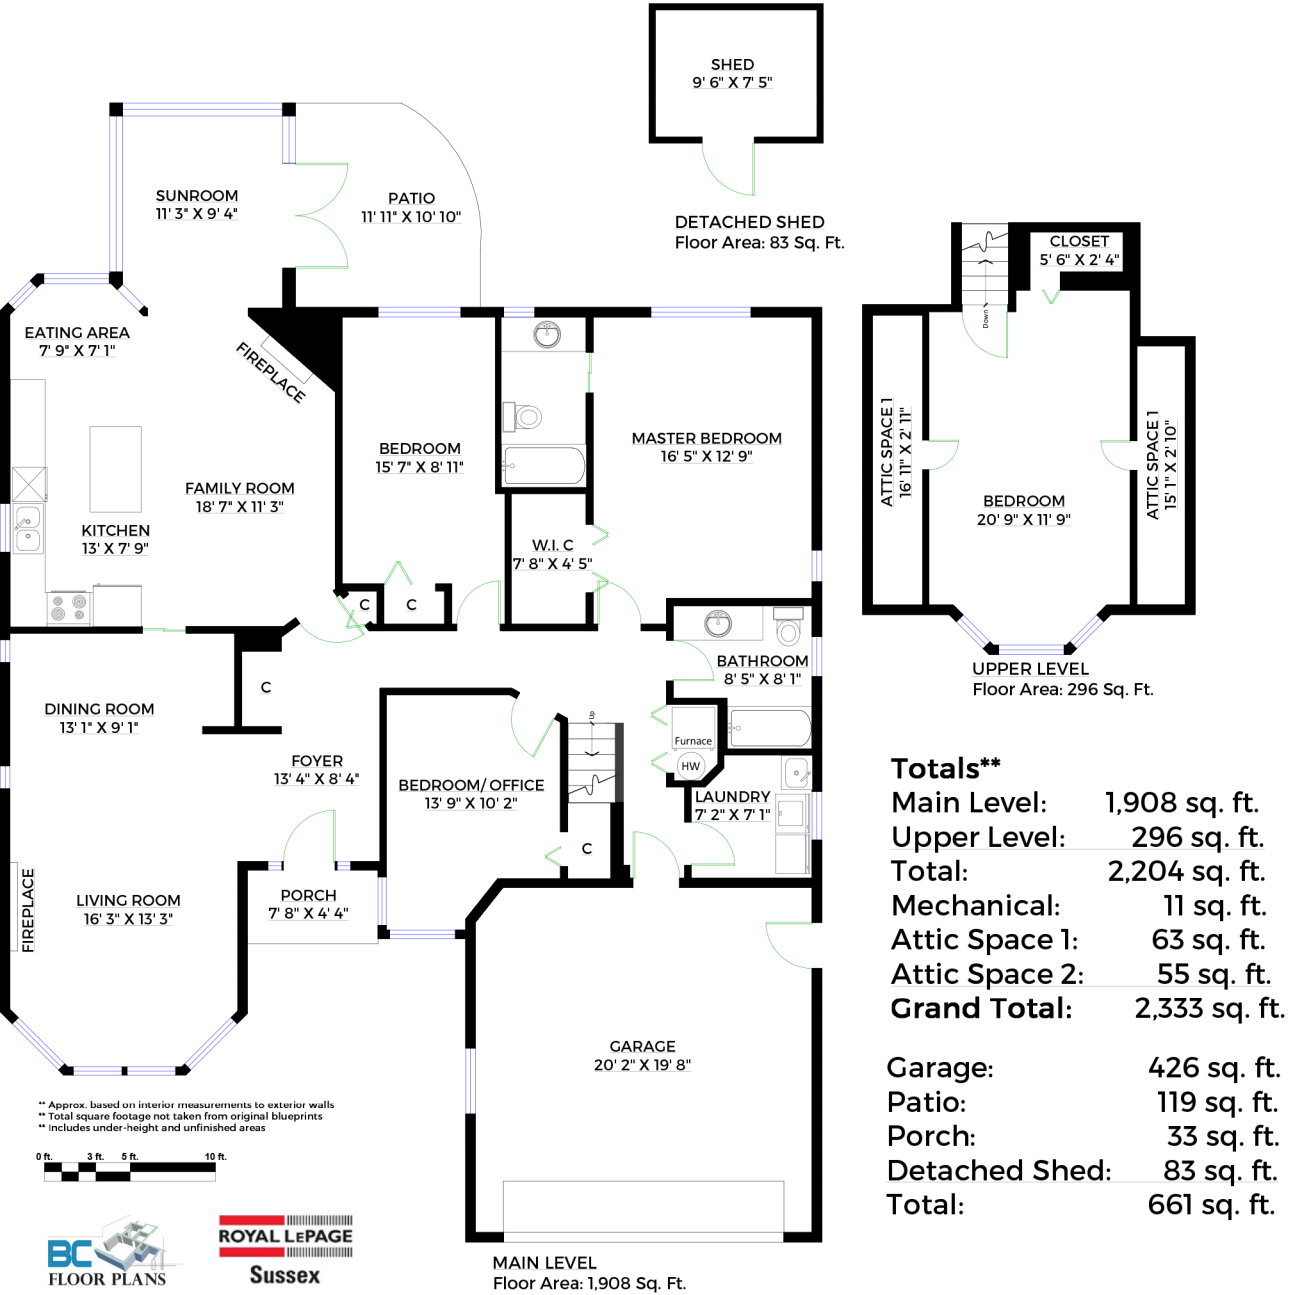 SHED
9' 6" X 7' 5"
DETACHED SHED
Floor Area: 83 Sq. Ft.
SUNROOM
11' 3" X 9' 4"
PATIO
11' 11" X 10' 10"
EATING AREA
7' 9" X 7' 1"
FIREPLACE
BEDROOM
15' 7" X 8' 11"
MASTER BEDROOM
16' 5" X 12' 9"
FAMILY ROOM
18' 7" X 11' 3"
KITCHEN
13' X 7' 9"
W.I. C
7' 8" X 4' 5"
C
C
C
BATHROOM
8' 5" X 8' 1"
DINING ROOM
13' 1" X 9' 1"
FOYER
13' 4" X 8' 4"
BEDROOM/ OFFICE
13' 9" X 10' 2"
Up
Furnace
HW
LAUNDRY
7' 2" X 7' 1"
C
FIREPLACE
LIVING ROOM
16' 3" X 13' 3"
PORCH
7' 8" X 4' 4"
GARAGE
20' 2" X 19' 8"
MAIN LEVEL
Floor Area: 1,908 Sq. Ft.
CLOSET
5' 6" X 2' 4"
Down
ATTIC SPACE 1
16' 11" X 2' 11"
BEDROOM
20' 9" X 11' 9"
ATTIC SPACE 1
15' 1" X 2' 10"
UPPER LEVEL
Floor Area: 296 Sq. Ft.
Totals**
Main Level: 1,908 sq. ft.
Upper Level: 296 sq. ft.
Total: 2,204 sq. ft.
Mechanical: 11 sq. ft.
Attic Space 1: 63 sq. ft.
Attic Space 2: 55 sq. ft.
Grand Total: 2,333 sq. ft.
Garage: 426 sq. ft.
Patio: 119 sq. ft.
Porch: 33 sq. ft.
Detached Shed: 83 sq. ft.
Total: 661 sq. ft.
** Approx. based on interior measurements to exterior walls
** Total square footage not taken from original blueprints
** Includes under-height and unfinished areas
0 ft. 3 ft. 5 ft. 10 ft.
BC
FLOOR PLANS
ROYAL LEPAGE
Sussex